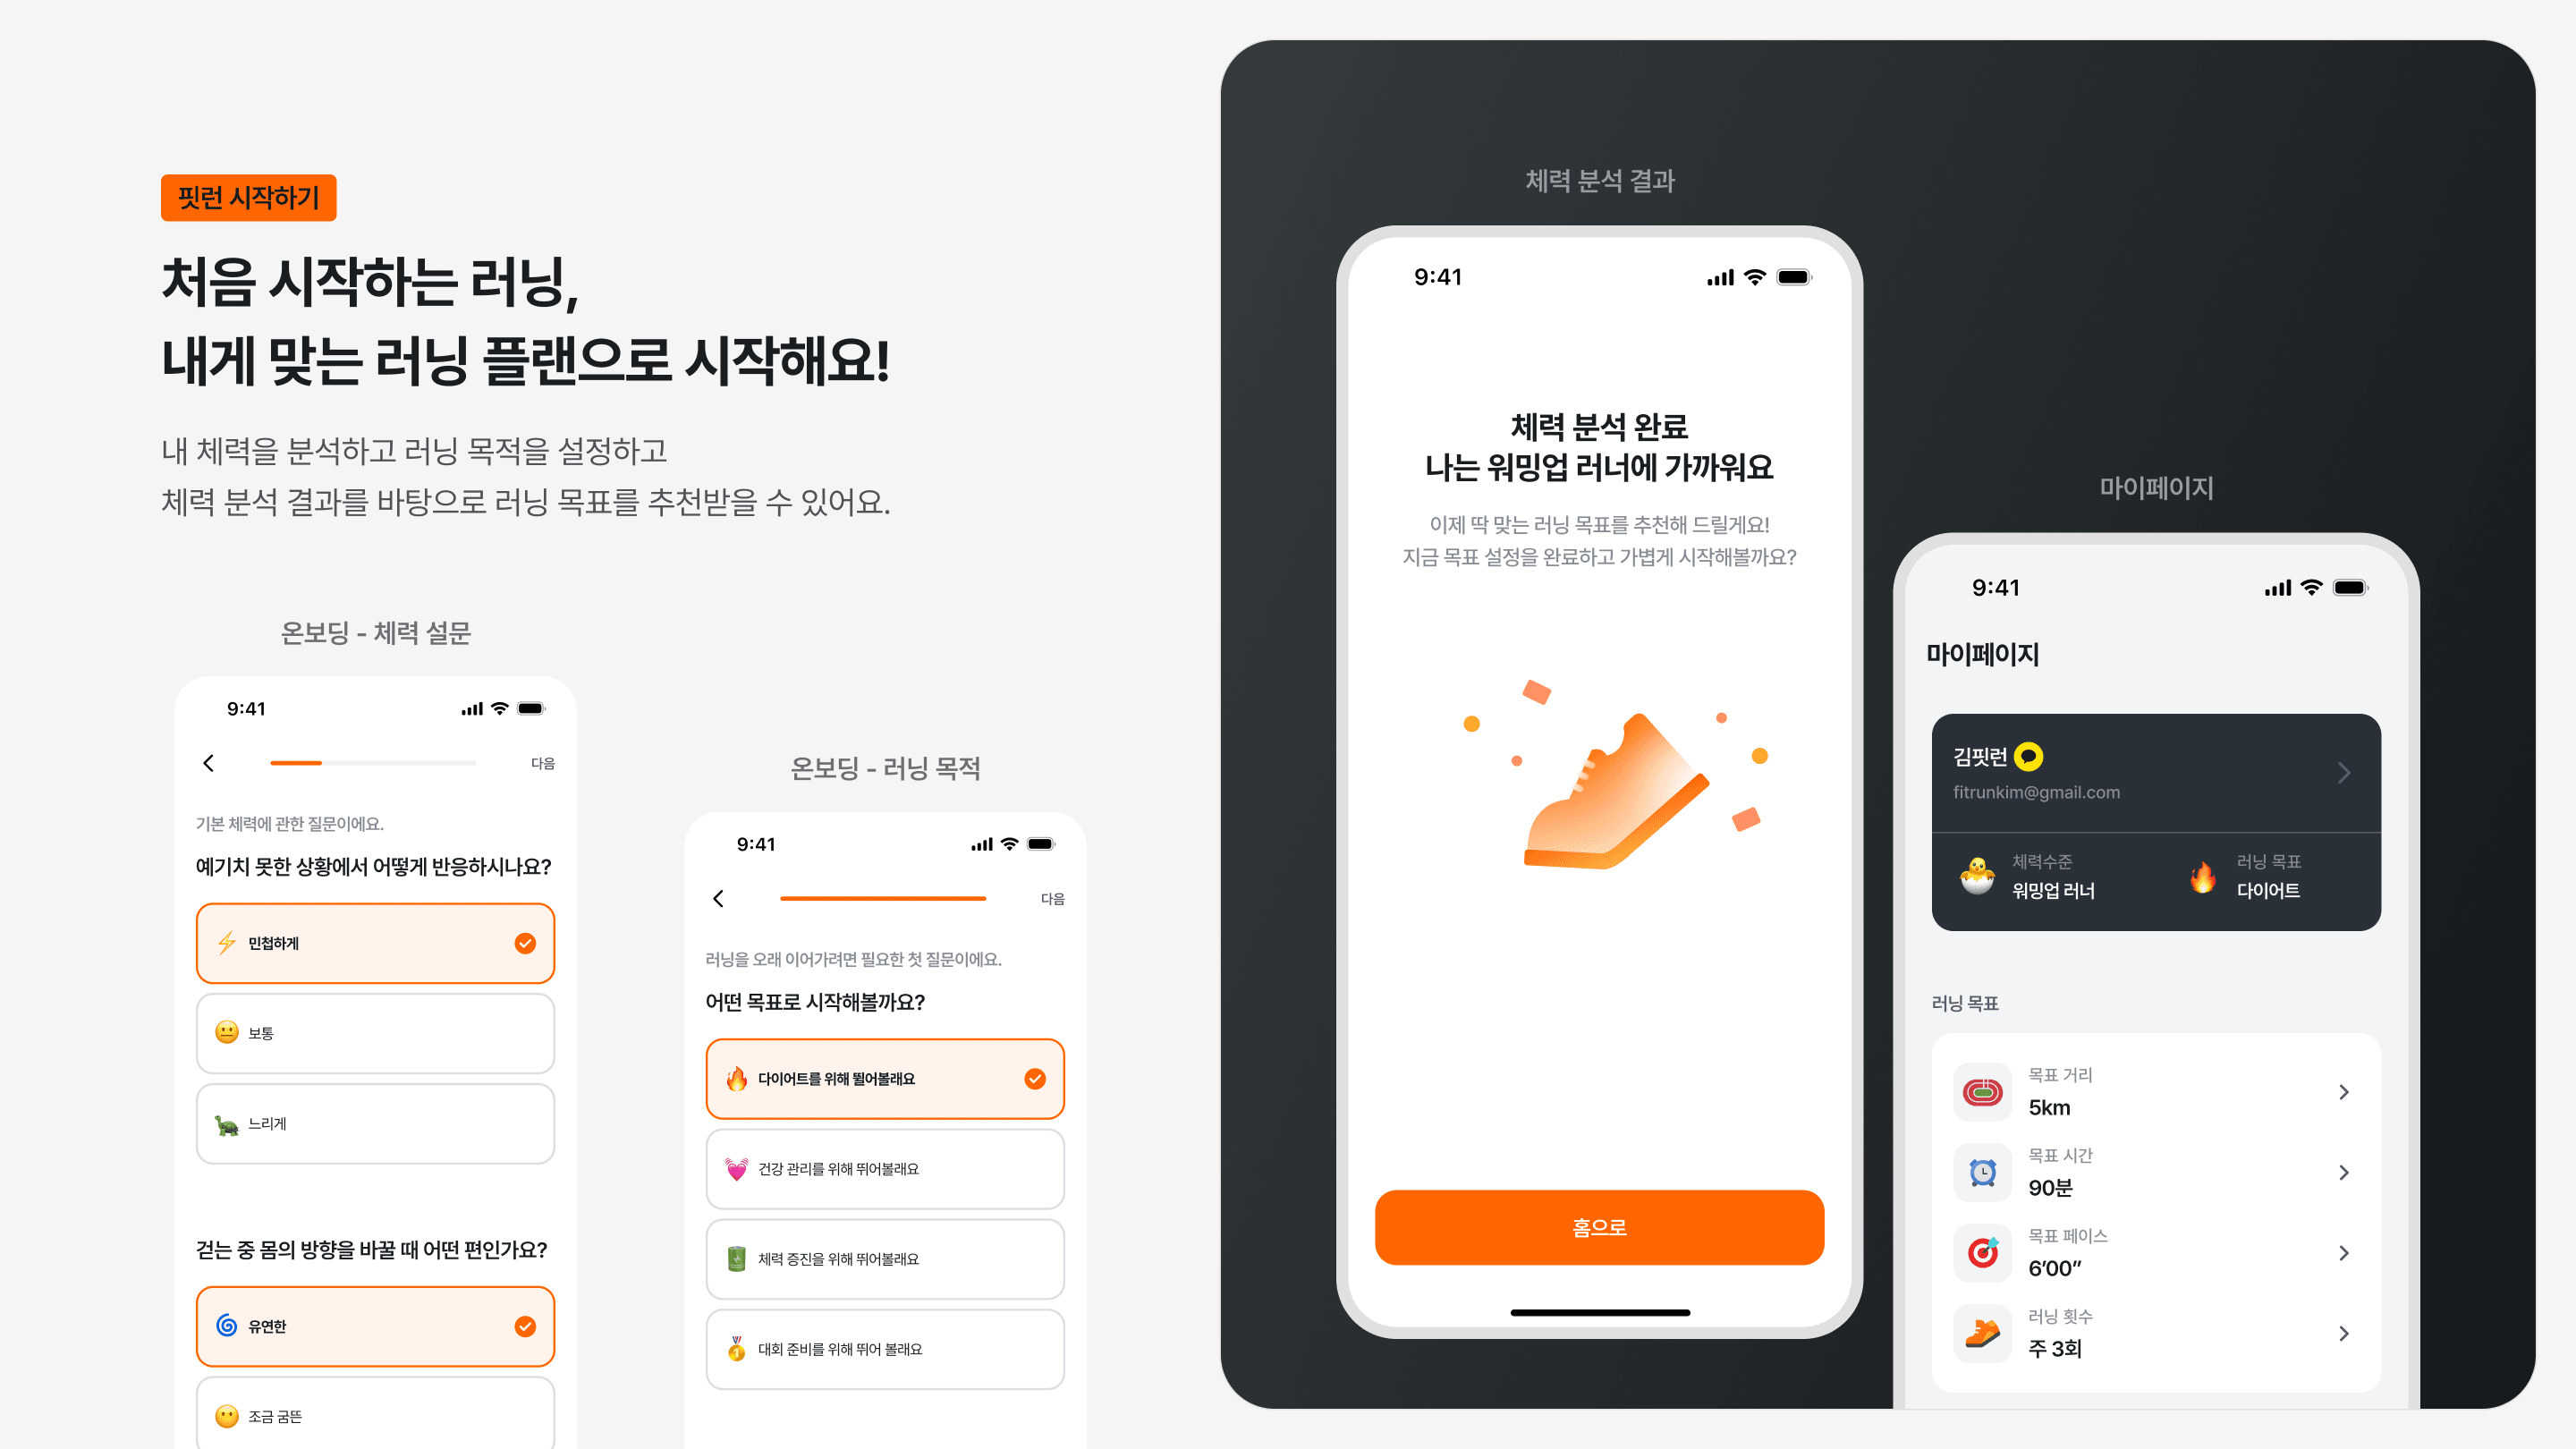 핏런 시작하기
처음 시작하는 러닝,
내게 맞는 러닝 플랜으로 시작해요!
내 체력을 분석하고 러닝 목적을 설정하고
체력 분석 결과를 바탕으로 러닝 목표를 추천받을 수 있어요.
온보딩 - 체력 설문
9:41
다음
기본 체력에 관한 질문이에요.
예기치 못한 상황에서 어떻게 반응하시나요?
민첩하게
보통
느리게
걷는 중 몸의 방향을 바꿀 때 어떤 편인가요?
유연한
조금 굼뜬
온보딩 - 러닝 목적
9:41
다음
러닝을 오래 이어가려면 필요한 첫 질문이에요.
어떤 목표로 시작해볼까요?
다이어트를 위해 뛸어볼래요
건강 관리를 위해 뛰어볼래요
체력 증진을 위해 뛰어볼래요
대회 준비를 위해 뛰어 볼래요
체력 분석 결과
9:41
체력 분석 완료
나는 워밍업 러너에 가까워요
이제 딱 맞는 러닝 목표를 추천해 드릴게요!
지금 목표 설정을 완료하고 가볍게 시작해볼까요?
홈으로
마이페이지
9:41
마이페이지
김핏런
fitrunkim@gmail.com
체력수준
워밍업 러너
러닝 목표
다이어트
러닝 목표
목표 거리
5km
목표 시간
90분
목표 페이스
6’00”
러닝 횟수
주 3회